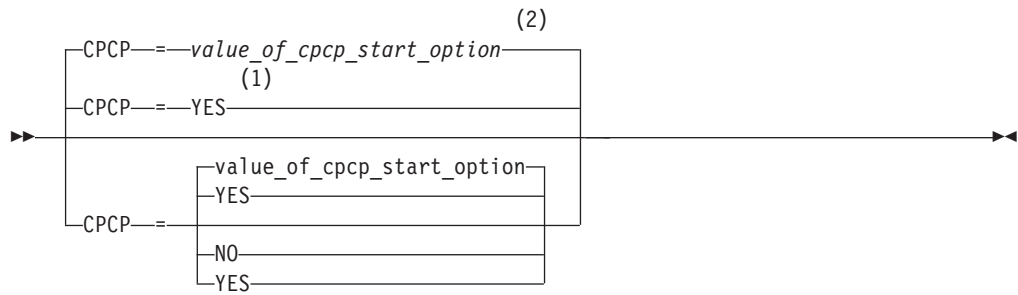 (2)
CPCP = value_of_cpcp_start_option
(1)
CPCP = YES
value_of_cpcp_start_option
YES
CPCP =
NO
YES